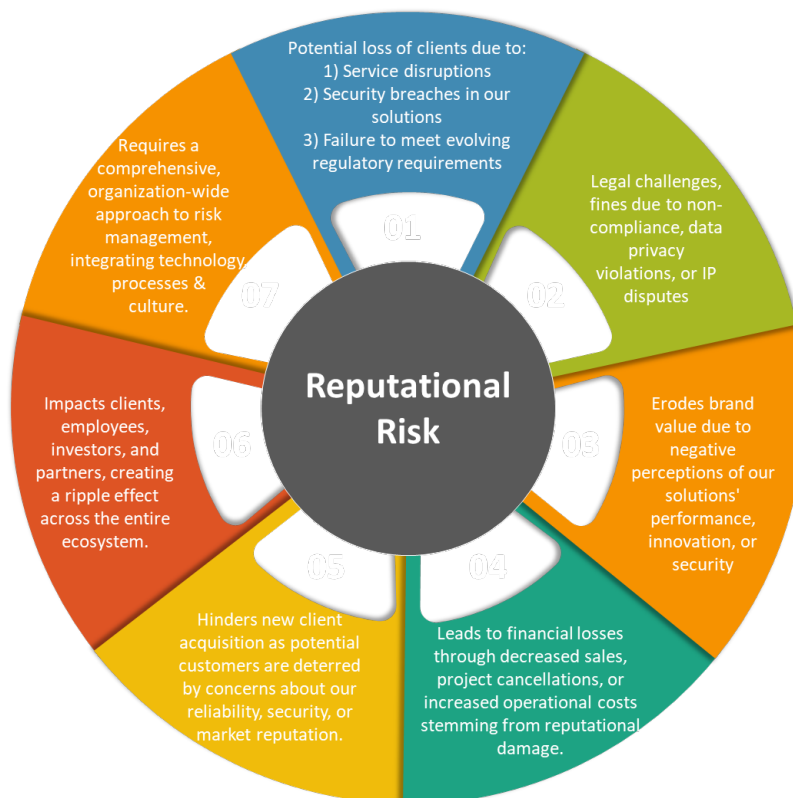 Potential loss of clients due to:
1) Service disruptions
2) Security breaches in our
solutions
3) Failure to meet evolving
regulatory requirements
01
Legal challenges,
fines due to non-
compliance, data
privacy
violations, or IP
disputes
02
Erodes brand
value due to
negative
perceptions of our
solutions'
performance,
innovation, or
security
03
Leads to financial losses
through decreased sales,
project cancellations, or
increased operational costs
stemming from reputational
damage.
04
Hinders new client
acquisition as potential
customers are deterred
by concerns about our
reliability, security, or
market reputation.
05
Impacts clients,
employees,
investors, and
partners, creating
a ripple effect
across the entire
ecosystem.
06
Requires a
comprehensive,
organization-wide
approach to risk
management,
integrating technology,
processes &
culture.
07
Reputational
Risk